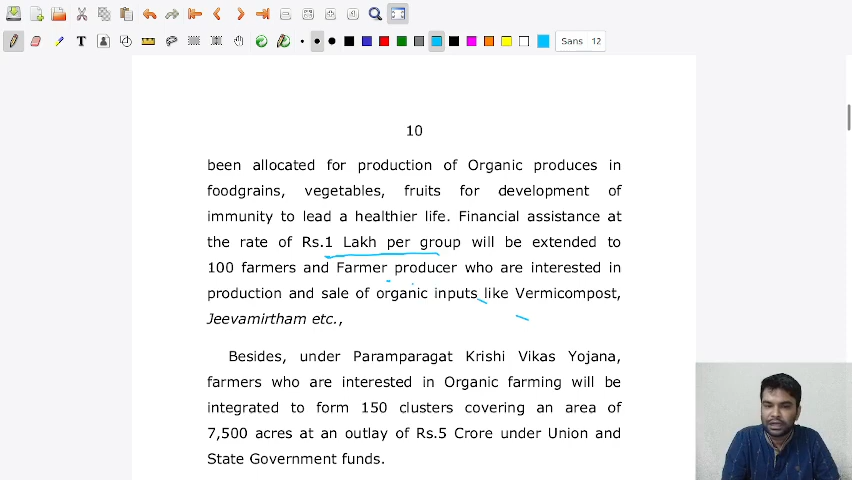 Sans 12
10
been allocated for production of Organic produces in
foodgrains, vegetables, fruits for development of
immunity to lead a healthier life. Financial assistance at
the rate of Rs.1 Lakh per group will be extended to
100 farmers and Farmer producer who are interested in
production and sale of organic inputs like Vermicompost,
Jeevamirtham etc.,
Besides, under Paramparagat Krishi Vikas Yojana,
farmers who are interested in Organic farming will be
integrated to form 150 clusters covering an area of
7,500 acres at an outlay of Rs.5 Crore under Union and
State Government funds.